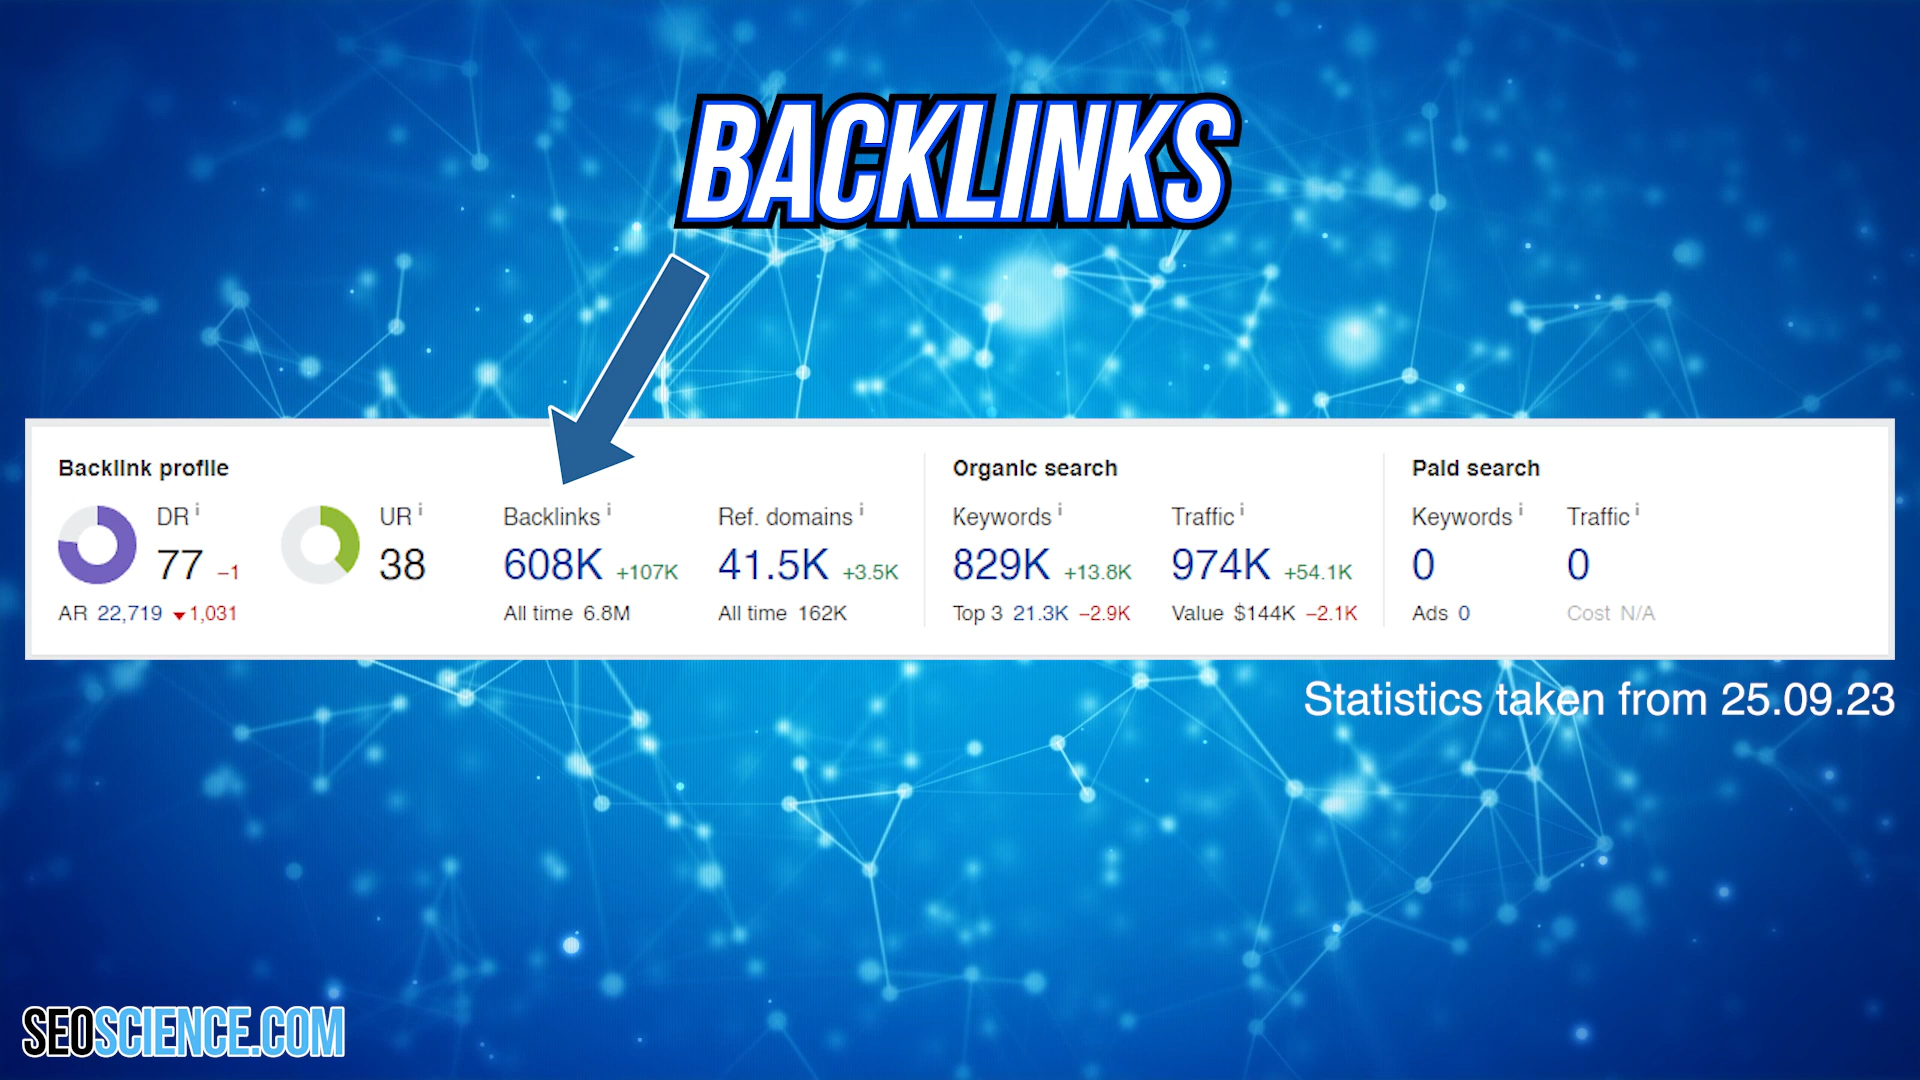 BACKLINKS
Backlink profile
DR i
77 –1
AR 22,719 ▼1,031
UR i
38
Backlinks i
608K +107K
All time 6.8M
Ref. domains i
41.5K +3.5K
All time 162K
Organic search
Keywords i
829K +13.8K
Top 3 21.3K –2.9K
Traffic i
974K +54.1K
Value $144K –2.1K
Paid search
Keywords i
0
Ads 0
Traffic i
0
Cost N/A
Statistics taken from 25.09.23
SEOSCIENCE.COM